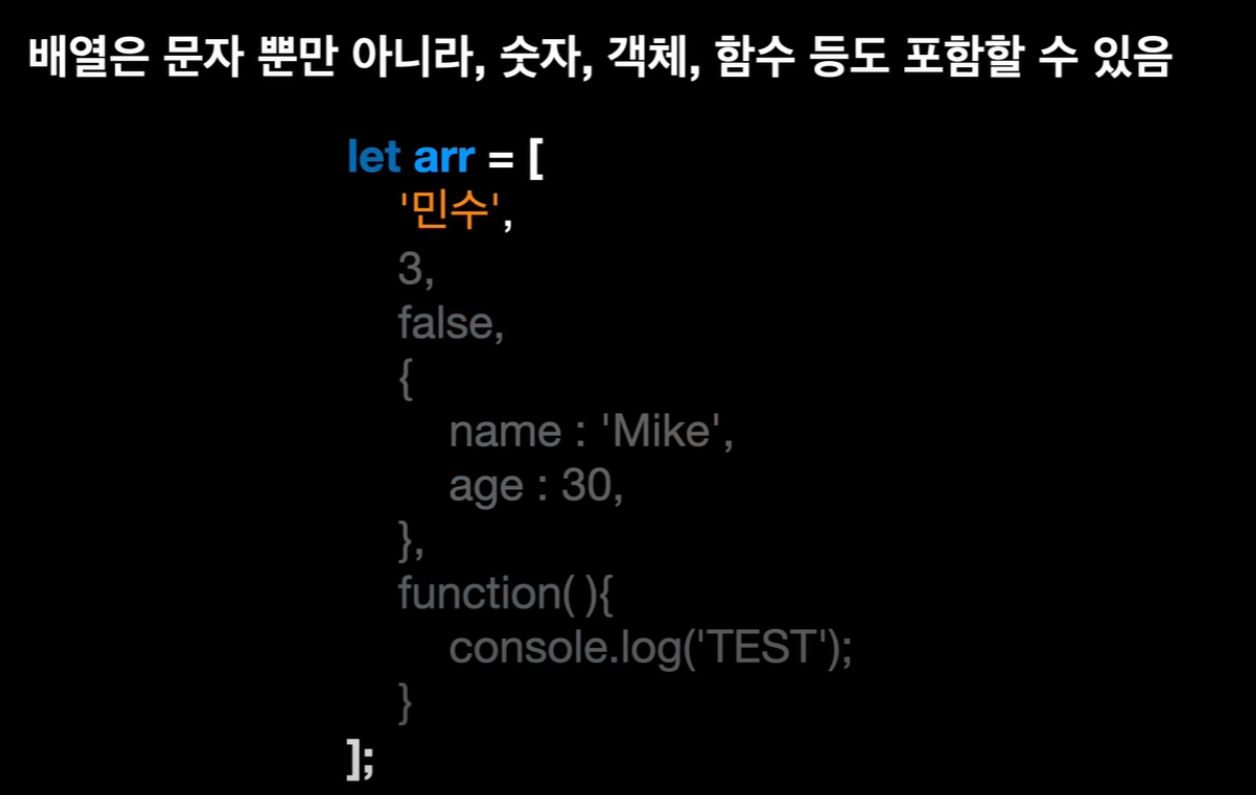 배열은 문자 뿐만 아니라, 숫자, 객체, 함수 등도 포함할 수 있음
let arr = [
'민수',
3,
false,
{
name : 'Mike',
age : 30,
},
function( ){
console.log('TEST');
}
];